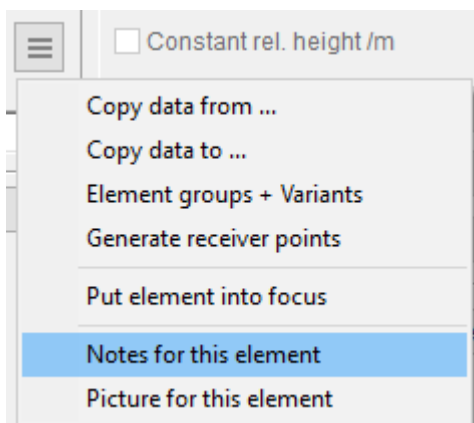 Constant rel. height /m
Copy data from ...
Copy data to ...
Element groups + Variants
Generate receiver points
Put element into focus
Notes for this element
Picture for this element